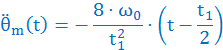 θ̈ₘ(t) = − (8 · ω₀) / t₁² · (t − t₁/2)